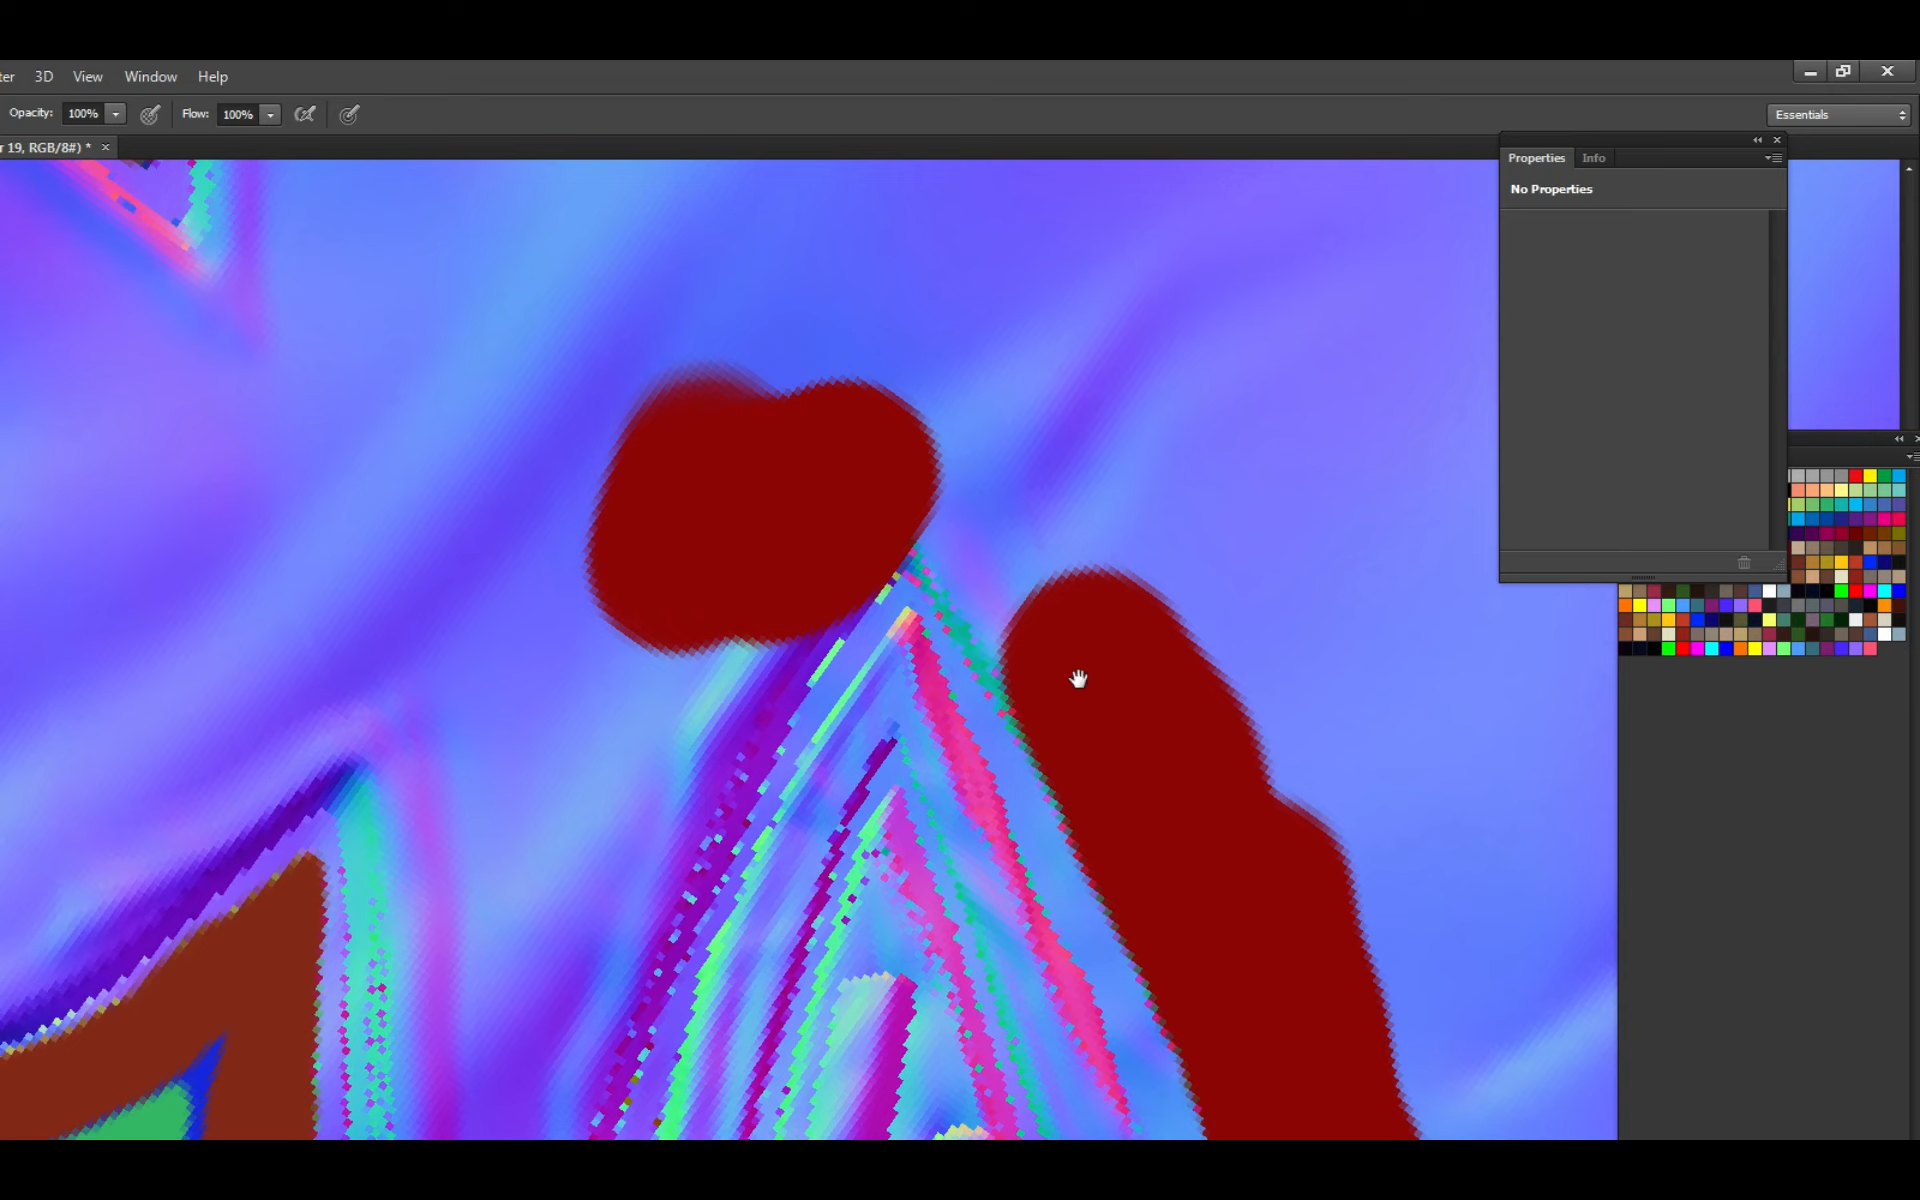 ter 3D View Window Help
Opacity: 100% Flow: 100% Essentials
r 19, RGB/8#) *
Properties Info
No Properties